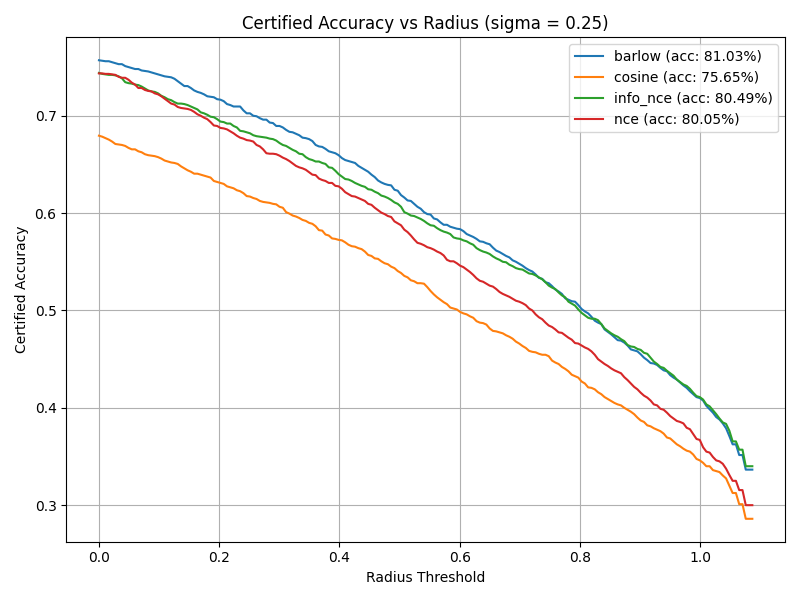 Certified Accuracy vs Radius (sigma = 0.25)
barlow (acc: 81.03%)
cosine (acc: 75.65%)
info_nce (acc: 80.49%)
nce (acc: 80.05%)
Certified Accuracy
0.7
0.6
0.5
0.4
0.3
0.0 0.2 0.4 0.6 0.8 1.0
Radius Threshold